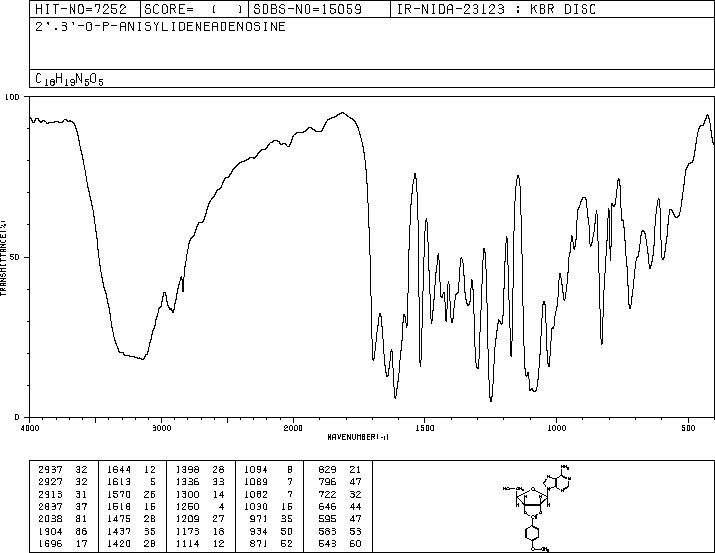 HIT-NO=7252 SCORE= ( ) SDBS-NO=15059 IR-NIDA-23123 : KBR DISC
2',3'-O-P-ANISYLIDENEADENOSINE
C18H19N5O5
100
50
0
TRANSMITTANCE(%)
4000 3000 2000 1500 1000 500
WAVENUMBER(-1)
2937 32 1644 12 1398 28 1094 8 829 21
2927 32 1613 5 1336 33 1089 7 796 47
2913 31 1570 26 1300 14 1082 7 722 32
2837 37 1518 15 1250 4 1030 15 646 44
2038 81 1475 28 1209 27 971 35 595 47
1904 86 1437 35 1173 18 934 50 583 53
1696 17 1420 28 1114 12 871 52 543 60